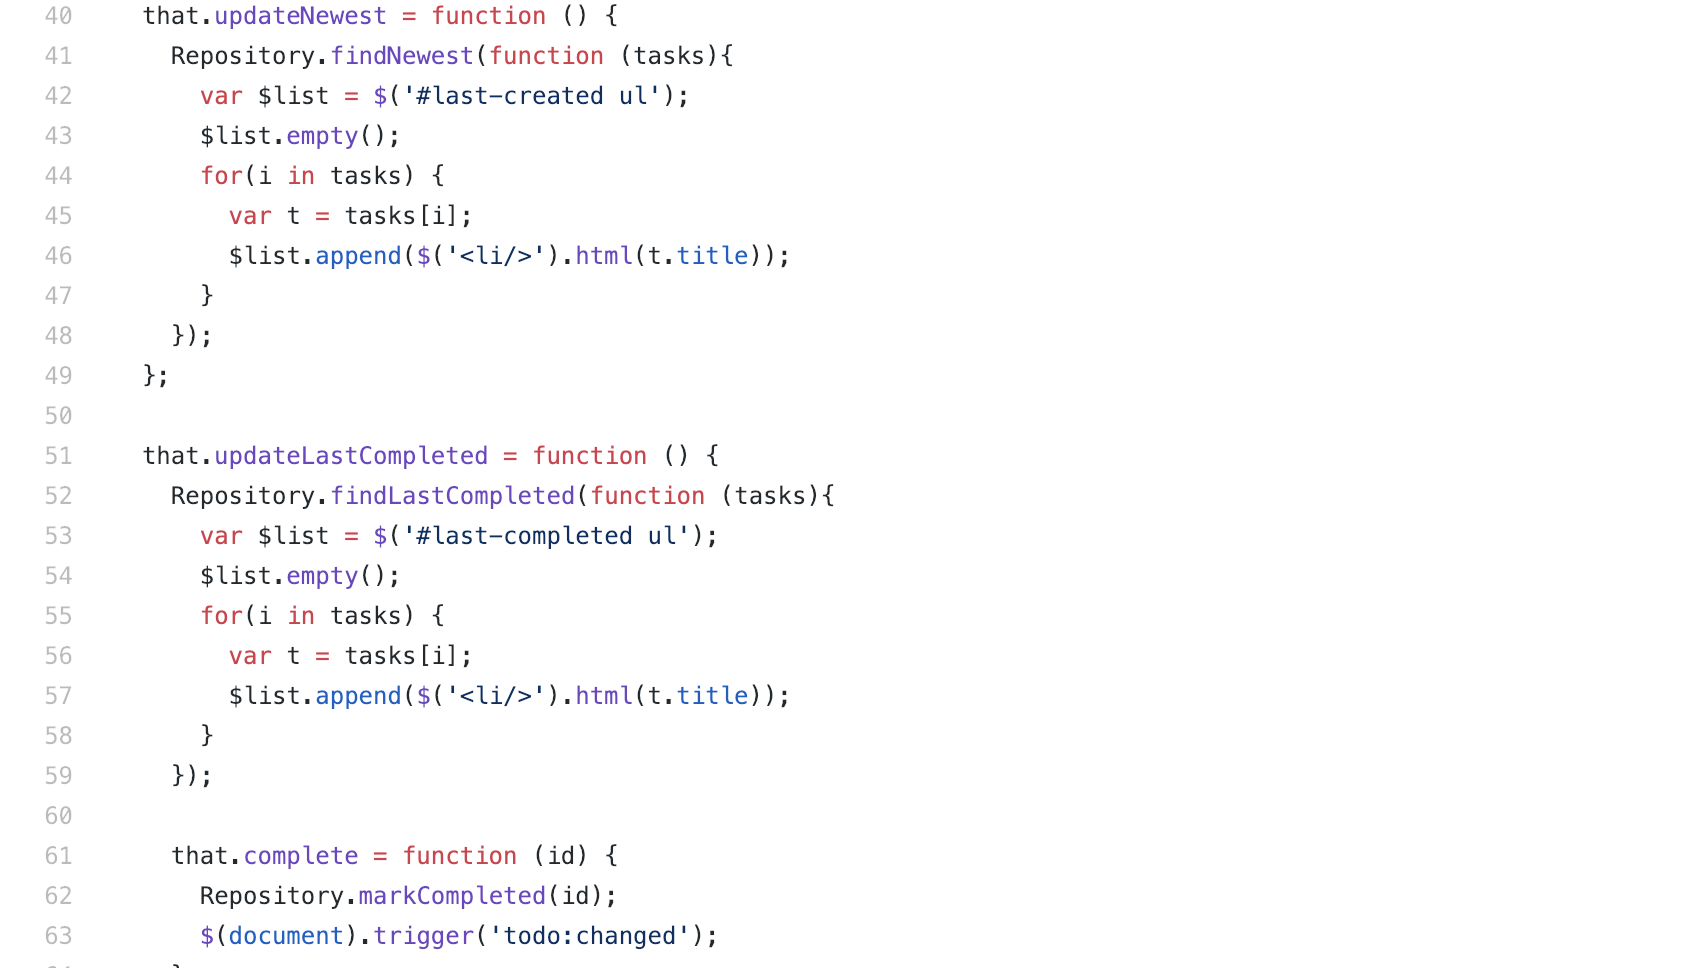 40 that.updateNewest = function () {
41 Repository.findNewest(function (tasks){
42 var $list = $('#last-created ul');
43 $list.empty();
44 for(i in tasks) {
45 var t = tasks[i];
46 $list.append($('<li/>').html(t.title));
47 }
48 });
49 };
50
51 that.updateLastCompleted = function () {
52 Repository.findLastCompleted(function (tasks){
53 var $list = $('#last-completed ul');
54 $list.empty();
55 for(i in tasks) {
56 var t = tasks[i];
57 $list.append($('<li/>').html(t.title));
58 }
59 });
60
61 that.complete = function (id) {
62 Repository.markCompleted(id);
63 $(document).trigger('todo:changed');